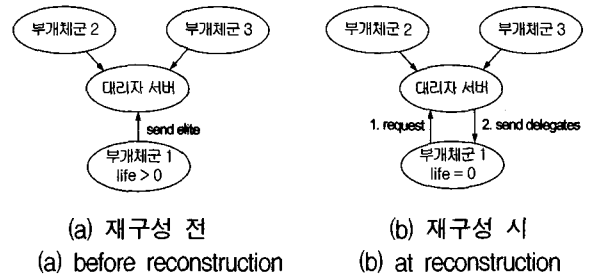 부개체군 2
부개체군 3
대리자 서버
send elite
부개체군 1
life > 0
(a) 재구성 전
(a) before reconstruction
부개체군 2
부개체군 3
대리자 서버
1. request
2. send delegates
부개체군 1
life = 0
(b) 재구성 시
(b) at reconstruction